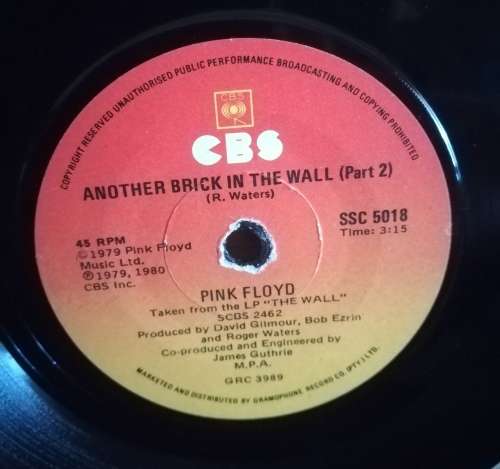 COPYRIGHT RESERVED UNAUTHORISED PUBLIC PERFORMANCE BROADCASTING AND COPYING PROHIBITED
CBS
CBS
ANOTHER BRICK IN THE WALL (Part 2)
(R. Waters)
45 RPM
©1979 Pink Floyd
Music Ltd.
℗1979, 1980
CBS Inc.
SSC 5018
Time: 3:15
PINK FLOYD
Taken from the LP "THE WALL"
SCBS 2462
Produced by David Gilmour, Bob Ezrin
and Roger Waters
Co-produced and Engineered by
James Guthrie
M.P.A.
GRC 3989
MARKETED AND DISTRIBUTED BY GRAMOPHONE RECORD CO. (PTY) LTD.